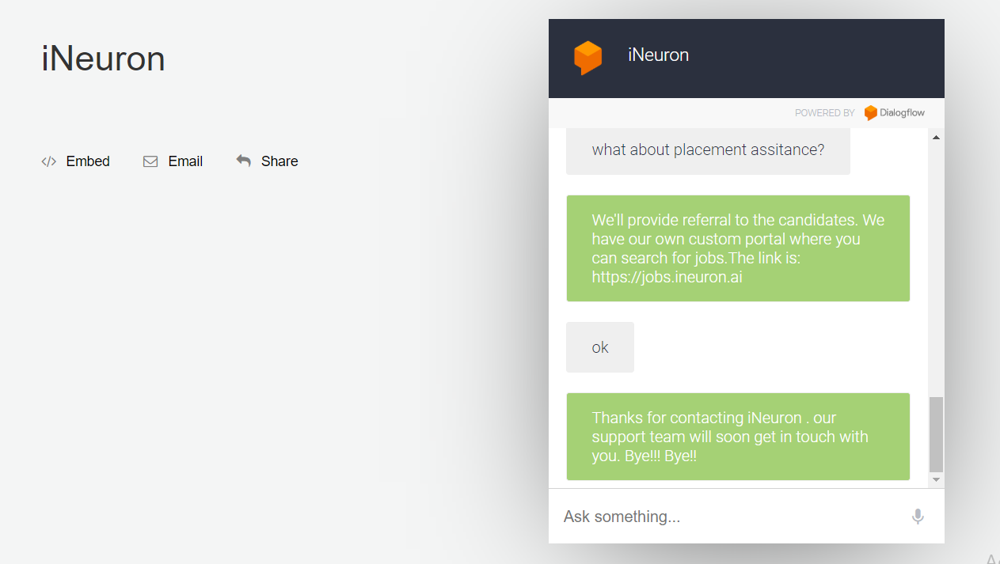 iNeuron
Embed
Email
Share
iNeuron
POWERED BY Dialogflow
what about placement assitance?
We'll provide referral to the candidates. We
have our own custom portal where you
can search for jobs.The link is:
https://jobs.ineuron.ai
ok
Thanks for contacting iNeuron . our
support team will soon get in touch with
you. Bye!!! Bye!!
Ask something...